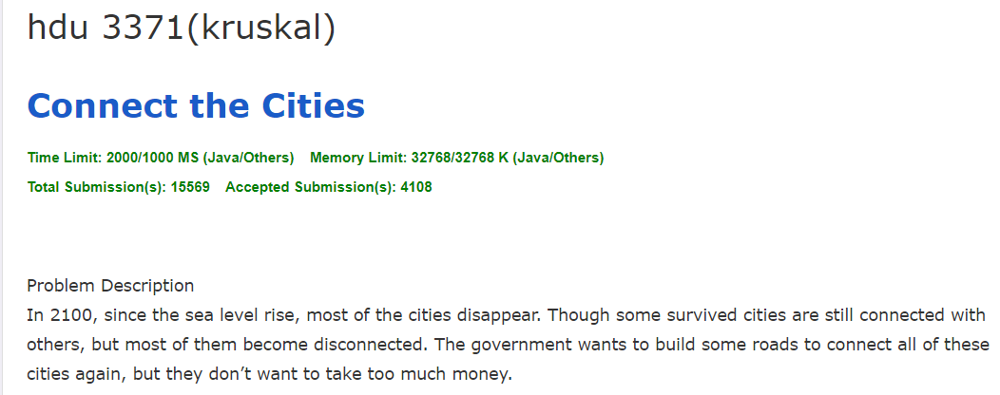 hdu 3371(kruskal)
Connect the Cities
Time Limit: 2000/1000 MS (Java/Others)    Memory Limit: 32768/32768 K (Java/Others)
Total Submission(s): 15569    Accepted Submission(s): 4108
Problem Description
In 2100, since the sea level rise, most of the cities disappear. Though some survived cities are still connected with
others, but most of them become disconnected. The government wants to build some roads to connect all of these
cities again, but they don’t want to take too much money.